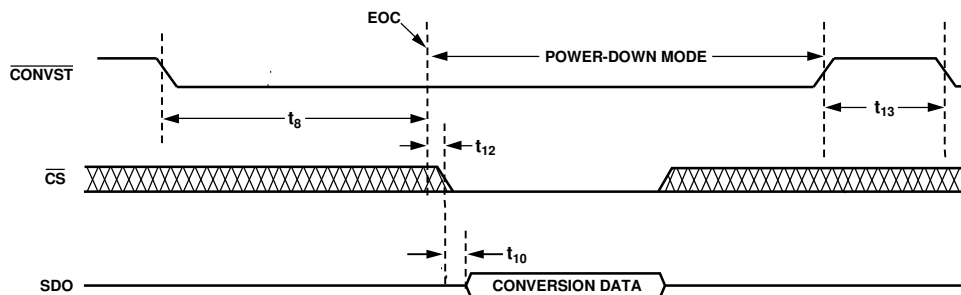 EOC
POWER-DOWN MODE
CONVST
t8
t13
t12
CS
t10
SDO
CONVERSION DATA